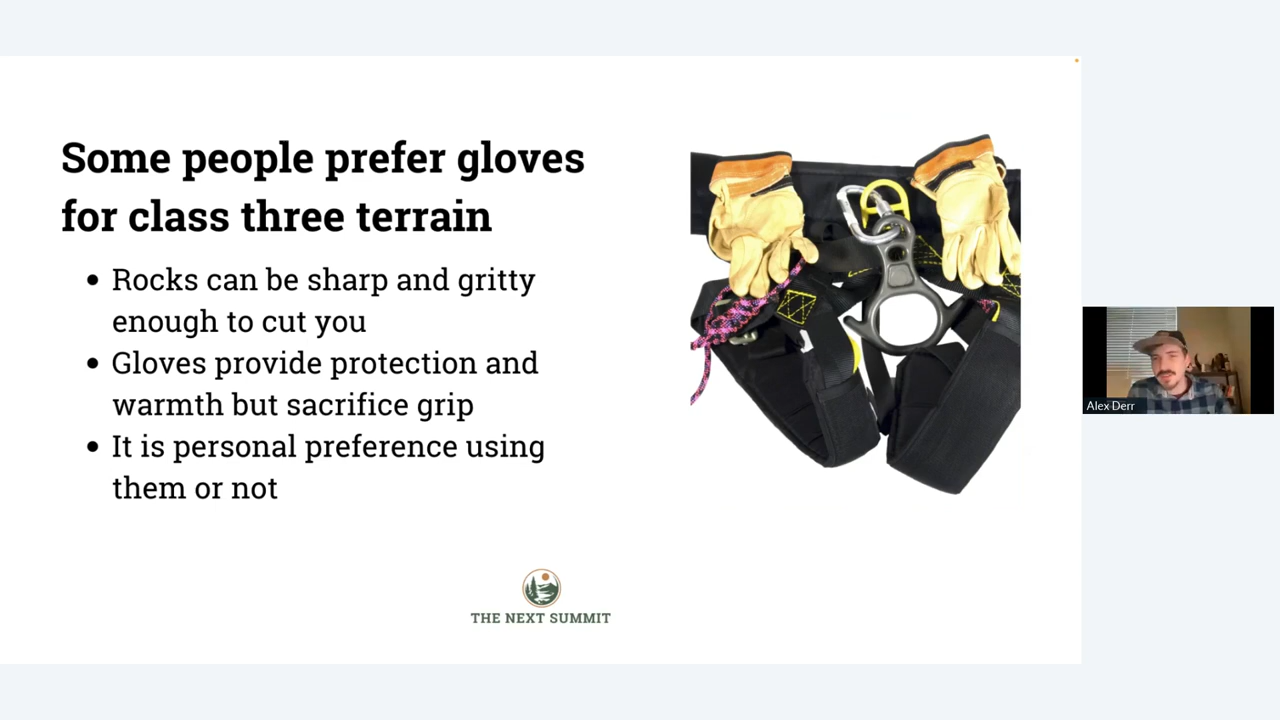 Some people prefer gloves
for class three terrain
• Rocks can be sharp and gritty
enough to cut you
• Gloves provide protection and
warmth but sacrifice grip
• It is personal preference using
them or not
THE NEXT SUMMIT
Alex Derr